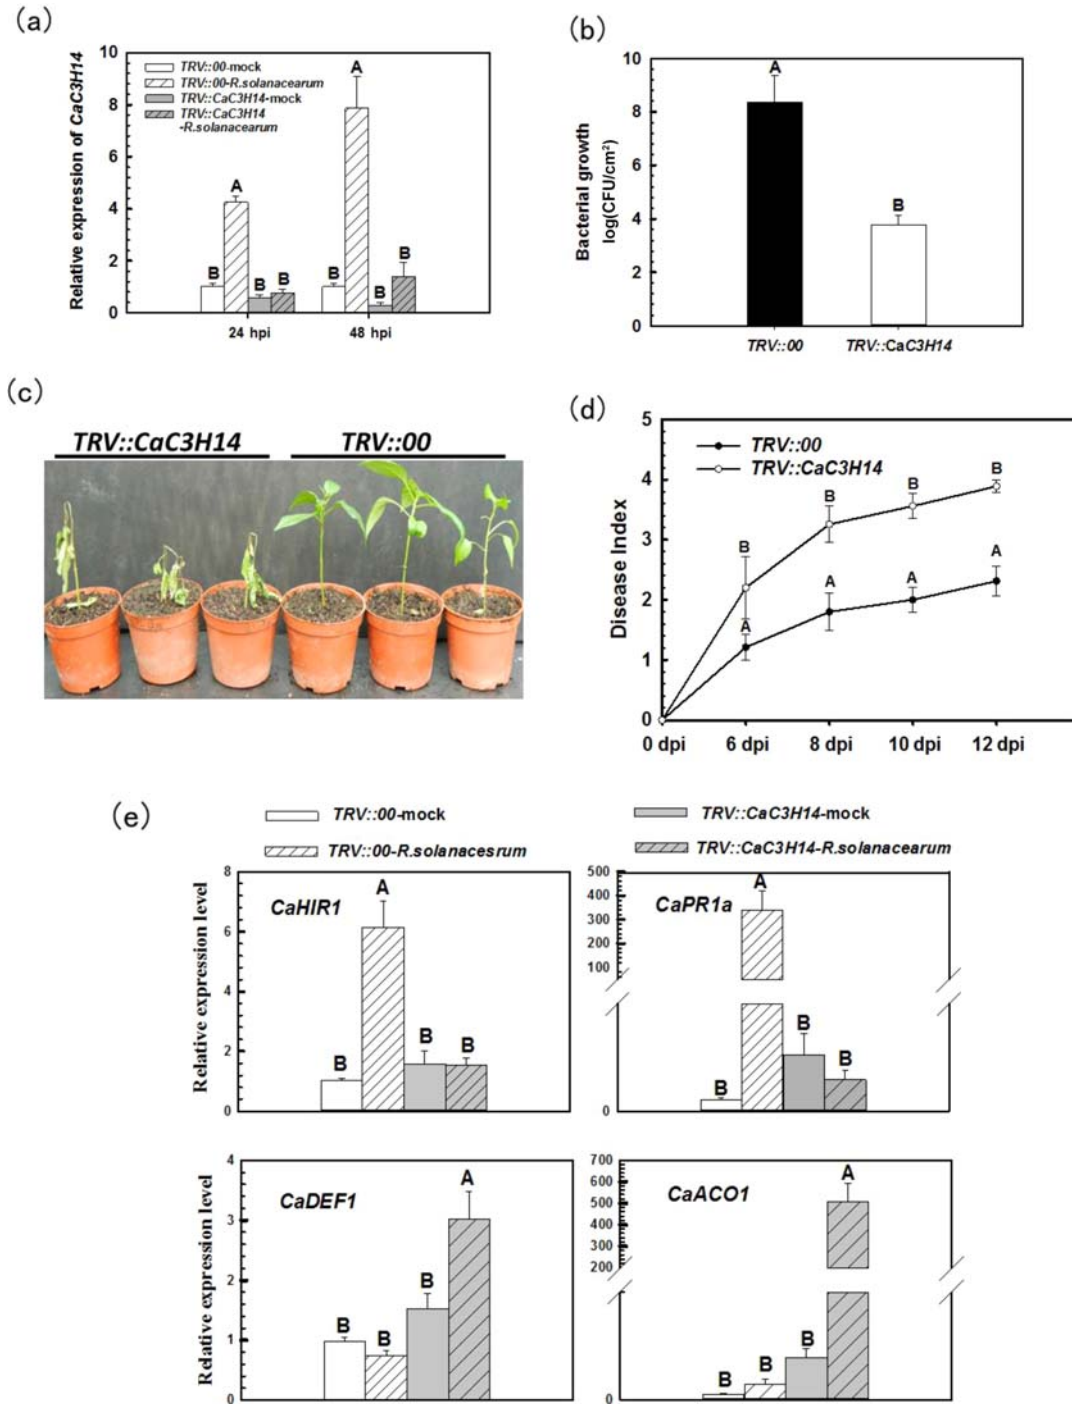 (a)
Relative expression of CaC3H14
10
8
6
4
2
0
TRV::00-mock
TRV::00-R.solanacearum
TRV::CaC3H14-mock
TRV::CaC3H14
-R.solanacearum
B
A
B
B
B
A
B
B
24 hpi
48 hpi
(b)
Bacterial growth
log(CFU/cm²)
10
8
6
4
2
0
A
B
TRV::00
TRV::CaC3H14
(c)
TRV::CaC3H14
TRV::00
(d)
Disease Index
5
4
3
2
1
0
TRV::00
TRV::CaC3H14
B
B
B
B
A
A
A
A
0 dpi
6 dpi
8 dpi
10 dpi
12 dpi
(e)
TRV::00-mock
TRV::00-R.solanacesrum
TRV::CaC3H14-mock
TRV::CaC3H14-R.solanacearum
Relative expression level
8
6
4
2
0
CaHIR1
B
A
B
B
500
400
300
200
100
0
CaPR1a
B
A
B
B
Relative expression level
4
3
2
1
0
CaDEF1
B
B
B
A
700
600
500
400
300
200
0
CaACO1
B
B
B
A